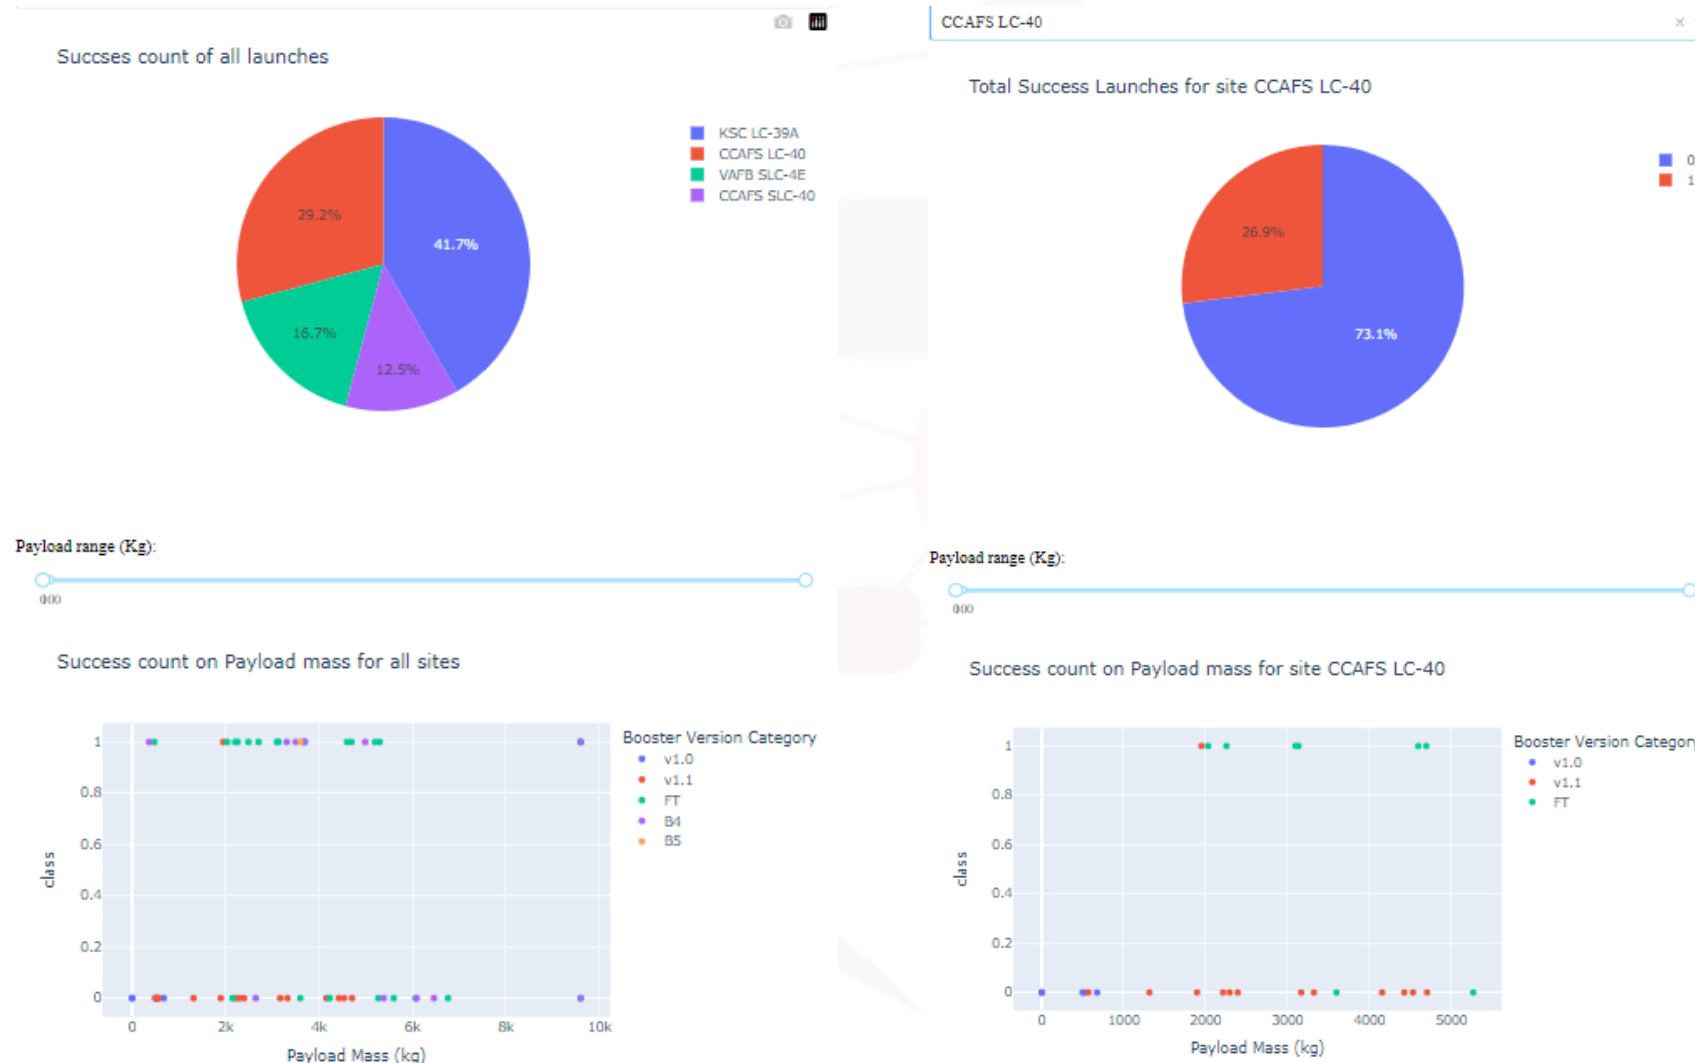 Succses count of all launches
KSC LC-39A
CCAFS LC-40
VAFB SLC-4E
CCAFS SLC-40
29.2%
41.7%
16.7%
12.5%
Payload range (Kg):
Success count on Payload mass for all sites
Booster Version Category
v1.0
v1.1
FT
B4
B5
1
0.8
0.6
0.4
0.2
0
class
0
2k
4k
6k
8k
10k
Payload Mass (kg)
CCAFS LC-40
×
Total Success Launches for site CCAFS LC-40
0
1
26.9%
73.1%
Payload range (Kg):
Success count on Payload mass for site CCAFS LC-40
Booster Version Category
v1.0
v1.1
FT
1
0.8
0.6
0.4
0.2
0
class
0
1000
2000
3000
4000
5000
Payload Mass (kg)